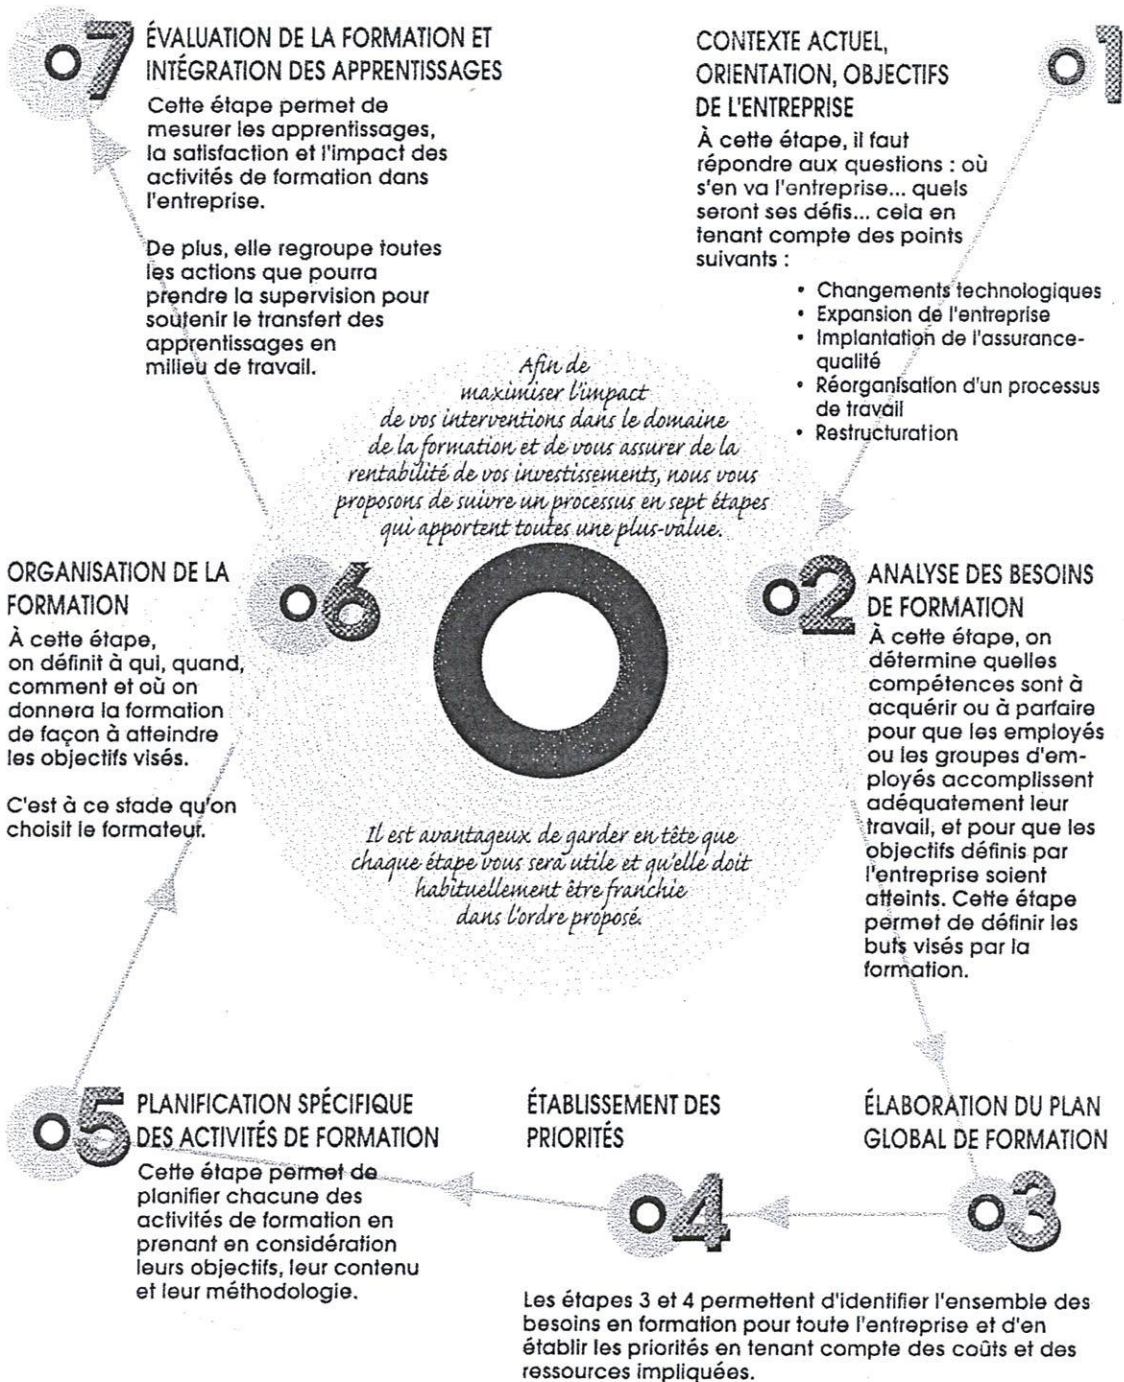 07
ÉVALUATION DE LA FORMATION ET
INTÉGRATION DES APPRENTISSAGES
Cette étape permet de
mesurer les apprentissages,
la satisfaction et l'impact des
activités de formation dans
l'entreprise.
De plus, elle regroupe toutes
les actions que pourra
prendre la supervision pour
soutenir le transfert des
apprentissages en
milieu de travail.
CONTEXTE ACTUEL,
ORIENTATION, OBJECTIFS
DE L'ENTREPRISE
01
À cette étape, il faut
répondre aux questions : où
s'en va l'entreprise... quels
seront ses défis... cela en
tenant compte des points
suivants :
• Changements technologiques
• Expansion de l'entreprise
• Implantation de l'assurance-
qualité
• Réorganisation d'un processus
de travail
• Restructuration
Afin de
maximiser l'impact
de vos interventions dans le domaine
de la formation et de vous assurer de la
rentabilité de vos investissements, nous vous
proposons de suivre un processus en sept étapes
qui apportent toutes une plus-value.
ORGANISATION DE LA
FORMATION
06
À cette étape,
on définit à qui, quand,
comment et où on
donnera la formation
de façon à atteindre
les objectifs visés.
C'est à ce stade qu'on
choisit le formateur.
02
ANALYSE DES BESOINS
DE FORMATION
À cette étape, on
détermine quelles
compétences sont à
acquérir ou à parfaire
pour que les employés
ou les groupes d'em-
ployés accomplissent
adéquatement leur
travail, et pour que les
objectifs définis par
l'entreprise soient
atteints. Cette étape
permet de définir les
buts visés par la
formation.
Il est avantageux de garder en tête que
chaque étape vous sera utile et qu'elle doit
habituellement être franchie
dans l'ordre proposé.
05
PLANIFICATION SPÉCIFIQUE
DES ACTIVITÉS DE FORMATION
Cette étape permet de
planifier chacune des
activités de formation en
prenant en considération
leurs objectifs, leur contenu
et leur méthodologie.
ÉTABLISSEMENT DES
PRIORITÉS
04
ÉLABORATION DU PLAN
GLOBAL DE FORMATION
03
Les étapes 3 et 4 permettent d'identifier l'ensemble des
besoins en formation pour toute l'entreprise et d'en
établir les priorités en tenant compte des coûts et des
ressources impliquées.